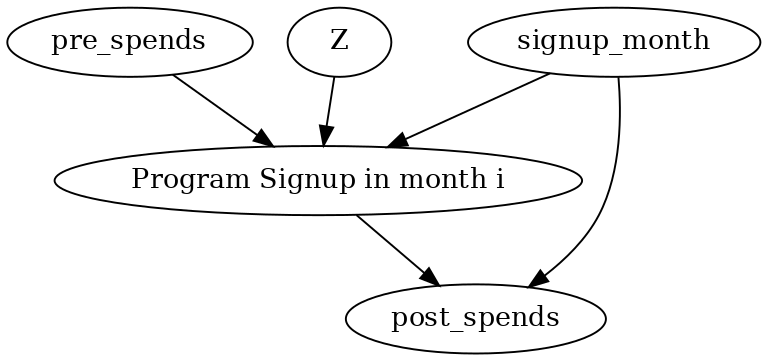 pre_spends
Z
signup_month
Program Signup in month i
post_spends